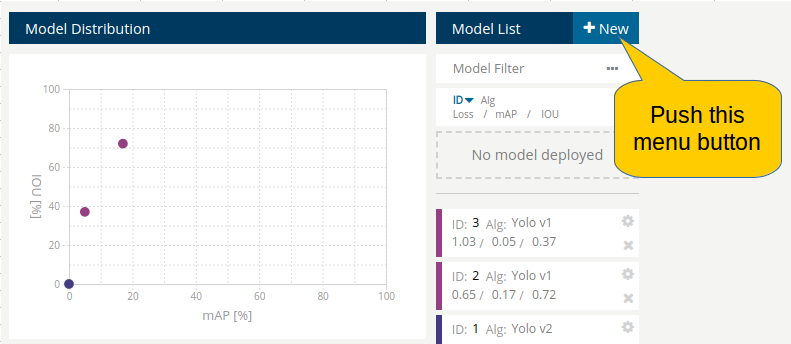 Model Distribution
Model List
+ New
Model Filter
ID Alg
Loss / mAP / IOU
No model deployed
Push this
menu button
100
80
60
40
20
0
IOU [%]
0 20 40 60 80 100
mAP [%]
ID: 3 Alg: Yolo v1
1.03 / 0.05 / 0.37
ID: 2 Alg: Yolo v1
0.65 / 0.17 / 0.72
ID: 1 Alg: Yolo v2